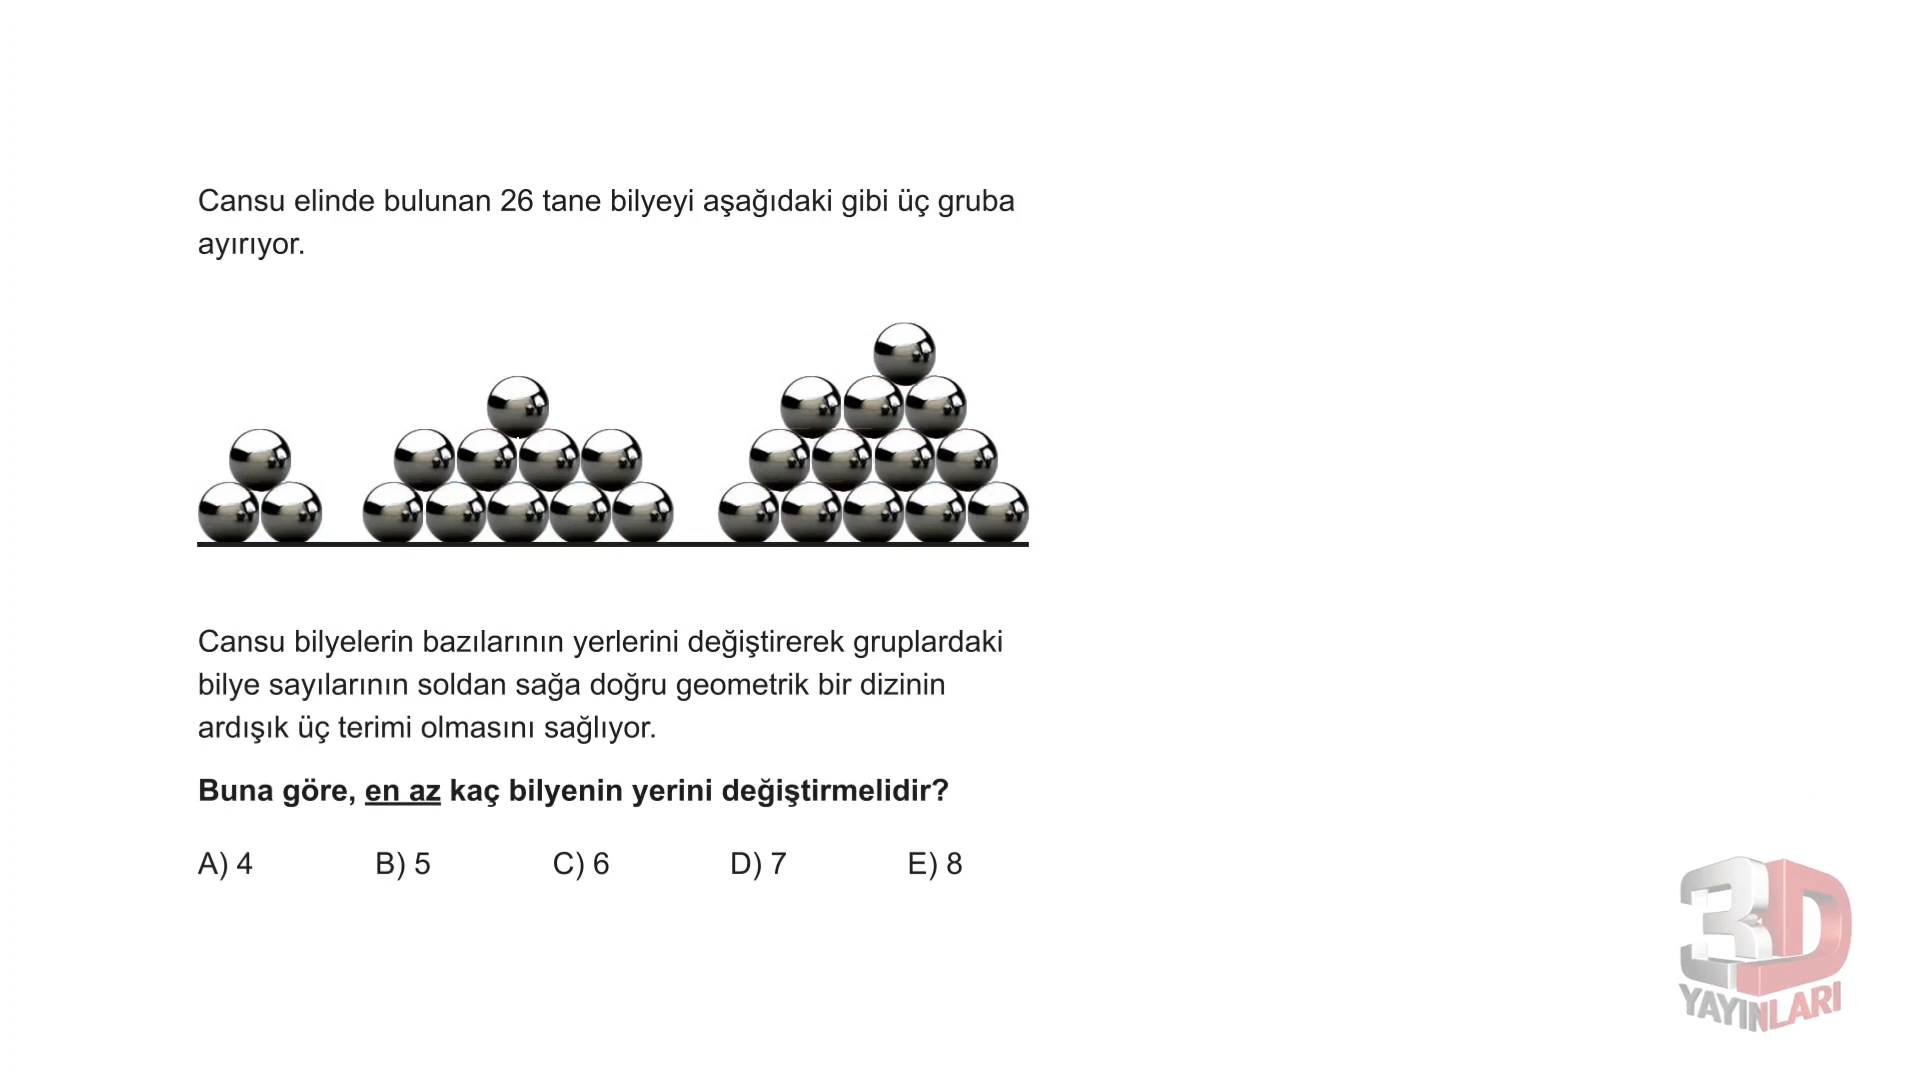 Cansu elinde bulunan 26 tane bilyeyi aşağıdaki gibi üç gruba
ayırıyor.
Cansu bilyelerin bazılarının yerlerini değiştirerek gruplardaki
bilye sayılarının soldan sağa doğru geometrik bir dizinin
ardışık üç terimi olmasını sağlıyor.
Buna göre, en az kaç bilyenin yerini değiştirmelidir?
A) 4 B) 5 C) 6 D) 7 E) 8
3D
YAYINLARI